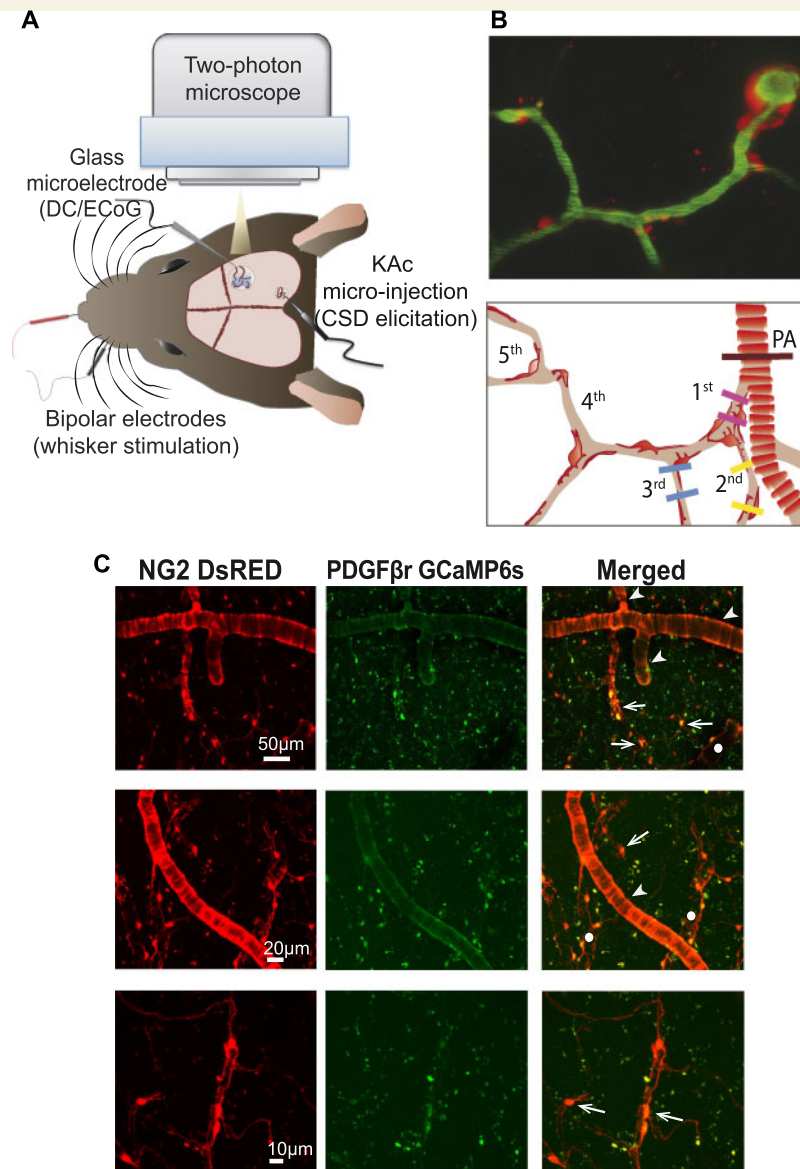 A
Two-photon
microscope
Glass
microelectrode
(DC/ECoG)
KAc
micro-injection
(CSD elicitation)
Bipolar electrodes
(whisker stimulation)
B
PA
5th
4th
1st
3rd
2nd
C
NG2 DsRED
PDGFβr GCaMP6s
Merged
50µm
20µm
10µm